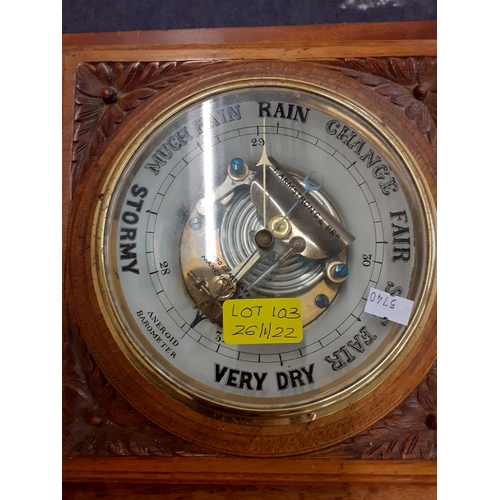 STORMY
MUCH RAIN
RAIN
CHANGE
FAIR
FAIR
VERY DRY
28
29
30
ANEROID
BAROMETER
5740
LOT 103
26/11/22